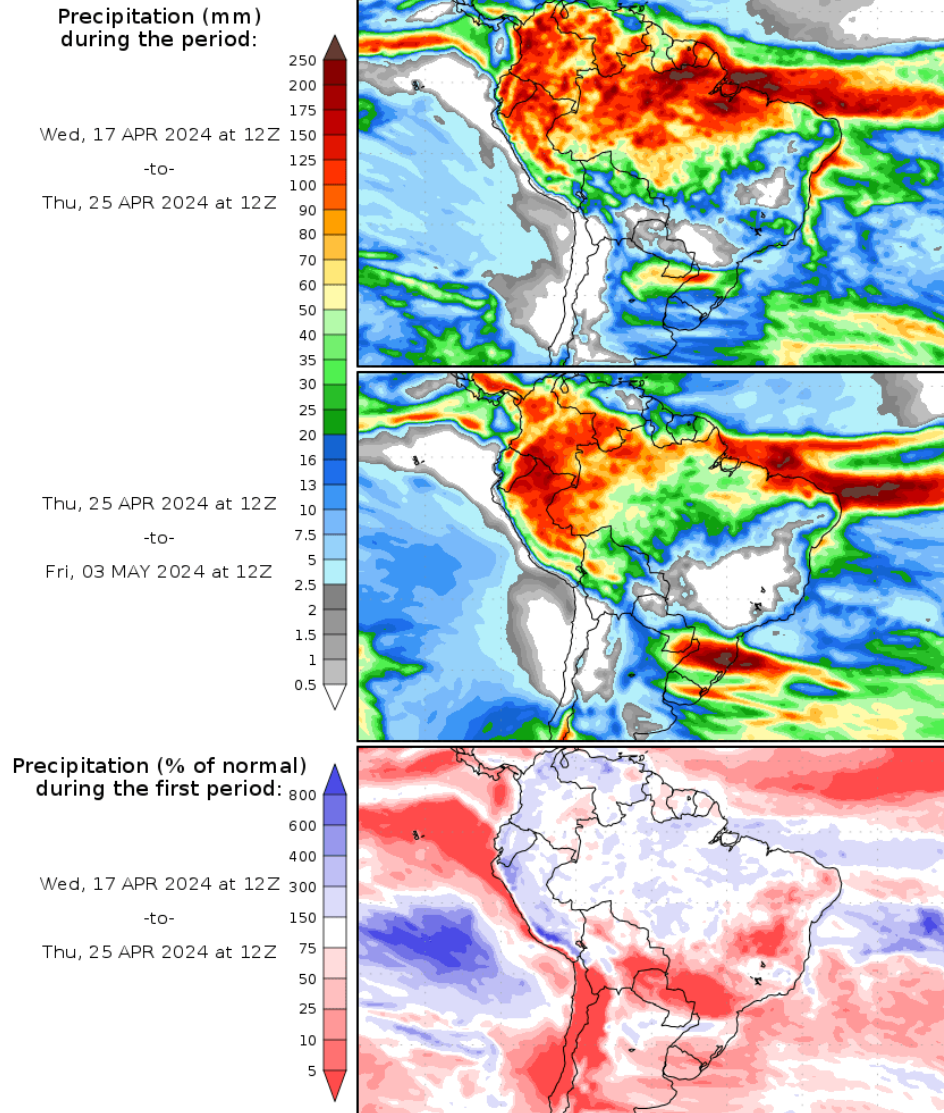 Precipitation (mm)
during the period:
250
200
175
150
125
100
90
80
70
60
50
40
35
30
25
20
16
13
10
7.5
5
2.5
2
1.5
1
0.5
Wed, 17 APR 2024 at 12Z
-to-
Thu, 25 APR 2024 at 12Z
Thu, 25 APR 2024 at 12Z
-to-
Fri, 03 MAY 2024 at 12Z
Precipitation (% of normal)
during the first period:
800
600
400
300
150
75
50
25
10
5
Wed, 17 APR 2024 at 12Z
-to-
Thu, 25 APR 2024 at 12Z